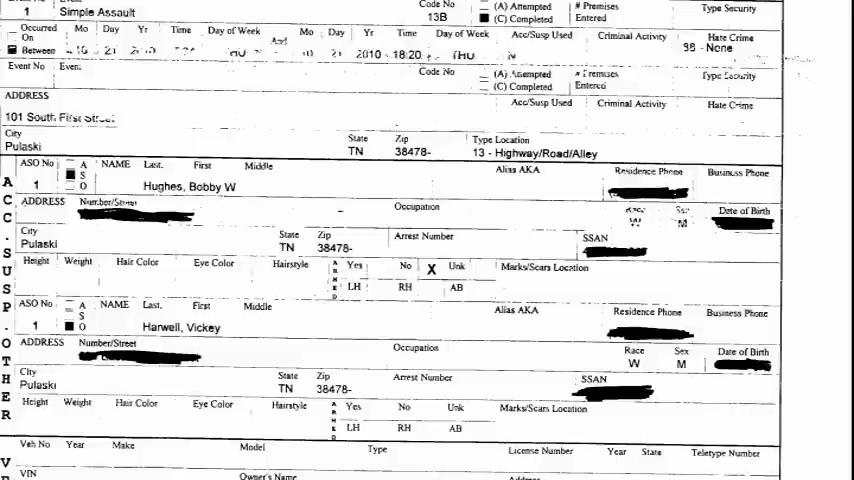 1 Simple Assault Code No 13B (A) Attempted (C) Completed # Premises Entered Type Security
Occurred On Between Mo Day Yr Time Day of Week And Mo Day Yr Time Day of Week Acc/Susp Used Criminal Activity Hate Crime
21 10 21 2010 18:20 THU N 98 - None
Event No Event Code No (A) Attempted (C) Completed # Premises Entered Type Security
ADDRESS Acc/Susp Used Criminal Activity Hate Crime
101 South First Street
City State Zip Type Location
Pulaski TN 38478- 13 - Highway/Road/Alley
ASO No A S O NAME Last. First Middle Alias AKA Residence Phone Business Phone
1 Hughes, Bobby W
ADDRESS Number/Street Occupation Race Sex Date of Birth
W M
City State Zip Arrest Number SSAN
Pulaski TN 38478-
Height Weight Hair Color Eye Color Hairstyle ARMED Yes No X Unk Marks/Scars Location
LH RH AB
ASO No A S O NAME Last. First Middle Alias AKA Residence Phone Business Phone
1 Harwell, Vickey
ADDRESS Number/Street Occupation Race Sex Date of Birth
W M
City State Zip Arrest Number SSAN
Pulaski TN 38478-
Height Weight Hair Color Eye Color Hairstyle ARMED Yes No Unk Marks/Scars Location
LH RH AB
ACC. SUSP. OTHER
Veh No Year Make Model Type License Number Year State Teletype Number
VIN Owner's Name Address